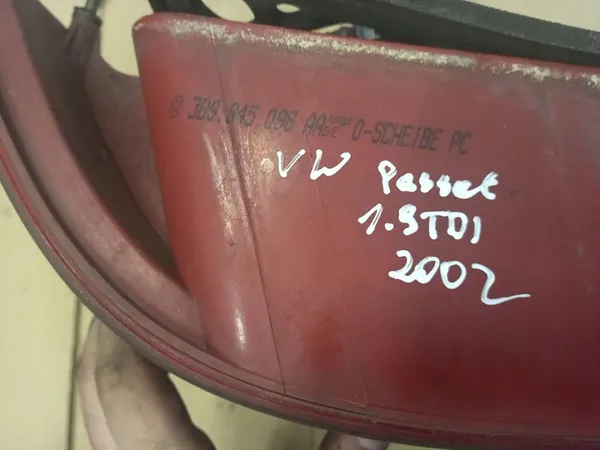 3B9.945.096 AA O-SCHEIBE PC
VW Passat
1.9TDI
2002